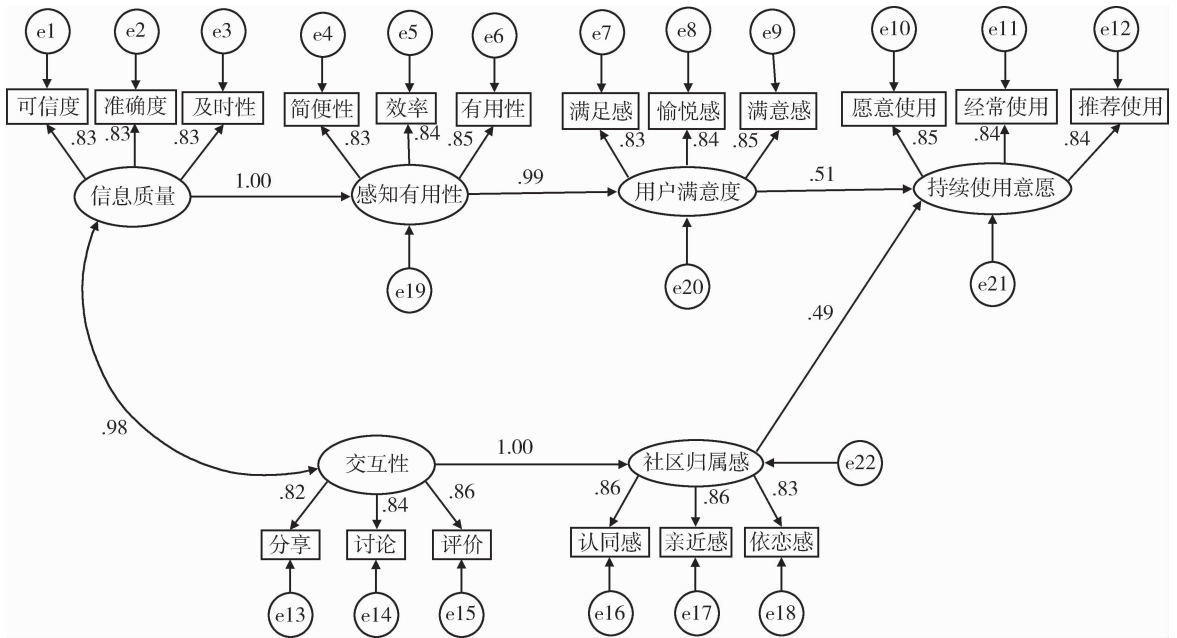 e1 e2 e3 e4 e5 e6 e7 e8 e9 e10 e11 e12
可信度 准确度 及时性 简便性 效率 有用性 满足感 愉悦感 满意感 愿意使用 经常使用 推荐使用
.83 .83 .83 .83 .84 .85 .83 .84 .85 .85 .84 .84
信息质量 1.00 感知有用性 .99 用户满意度 .51 持续使用意愿
e19 e20 e21
.49
.98
交互性 1.00 社区归属感 e22
.82 .84 .86 .86 .86 .83
分享 讨论 评价 认同感 亲近感 依恋感
e13 e14 e15 e16 e17 e18